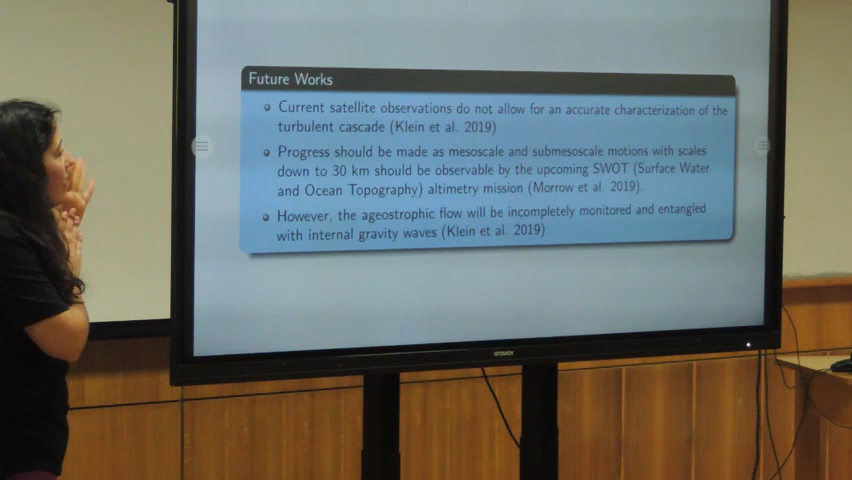 Future Works
Current satellite observations do not allow for an accurate characterization of the
turbulent cascade (Klein et al. 2019)
Progress should be made as mesoscale and submesoscale motions with scales
down to 30 km should be observable by the upcoming SWOT (Surface Water
and Ocean Topography) altimetry mission (Morrow et al. 2019).
However, the ageostrophic flow will be incompletely monitored and entangled
with internal gravity waves (Klein et al. 2019)